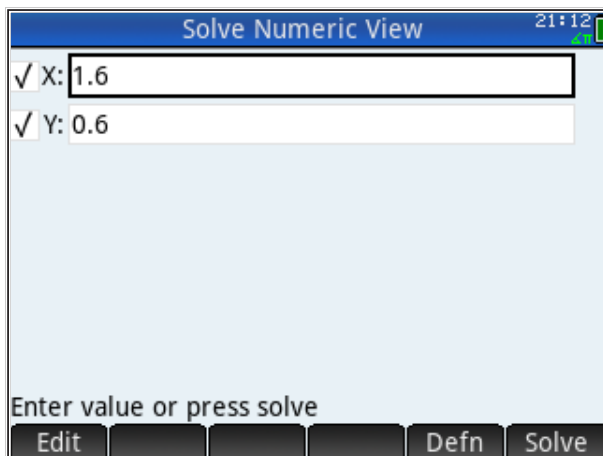 Solve Numeric View
21:12
∡π
√ X: 1.6
√ Y: 0.6
Enter value or press solve
Edit Defn Solve